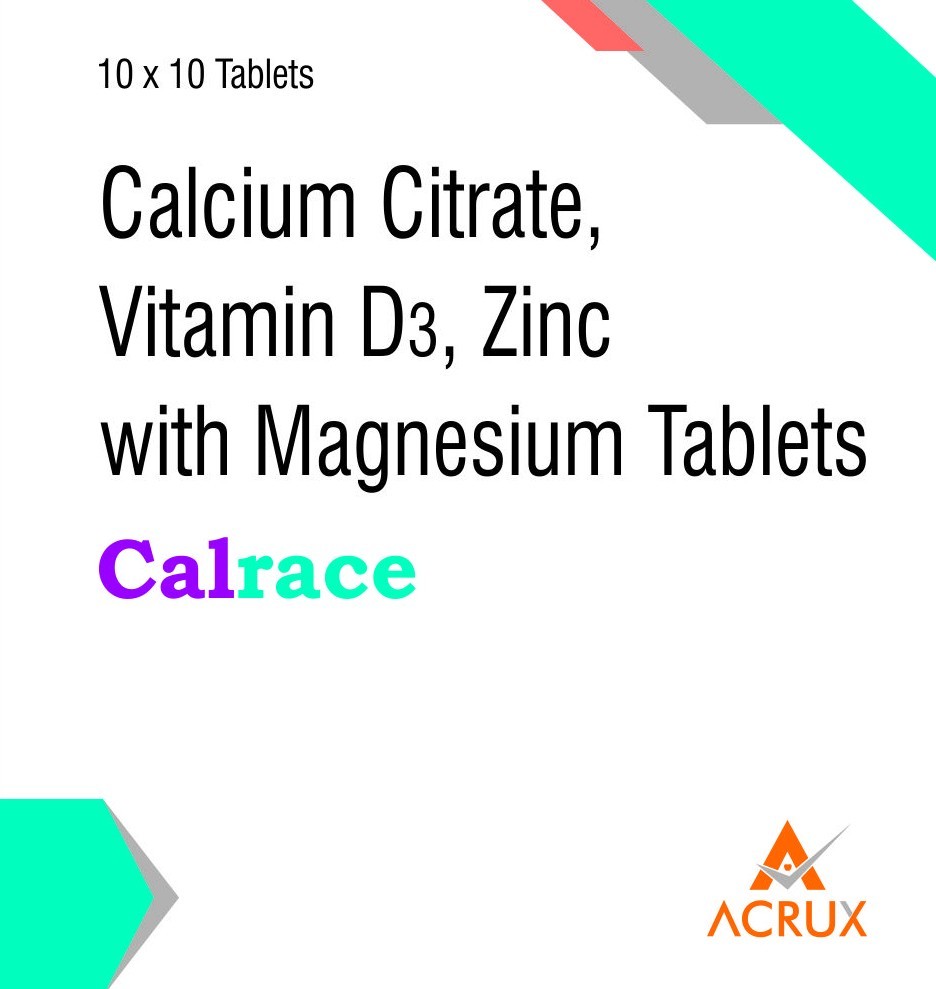 10 x 10 Tablets
Calcium Citrate,
Vitamin D3, Zinc
with Magnesium Tablets
Calrace
ACRUX